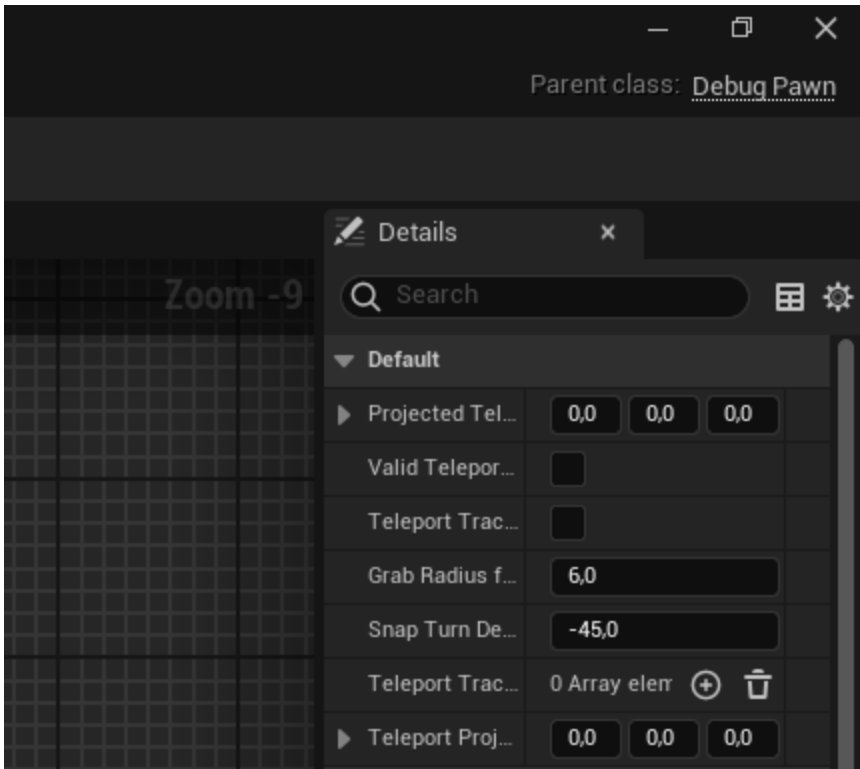 Parent class: Debug Pawn
Details
Zoom -9
Search
Default
Projected Tel... 0,0 0,0 0,0
Valid Telepor...
Teleport Trac...
Grab Radius f... 6,0
Snap Turn De... -45,0
Teleport Trac... 0 Array elem
Teleport Proj... 0,0 0,0 0,0